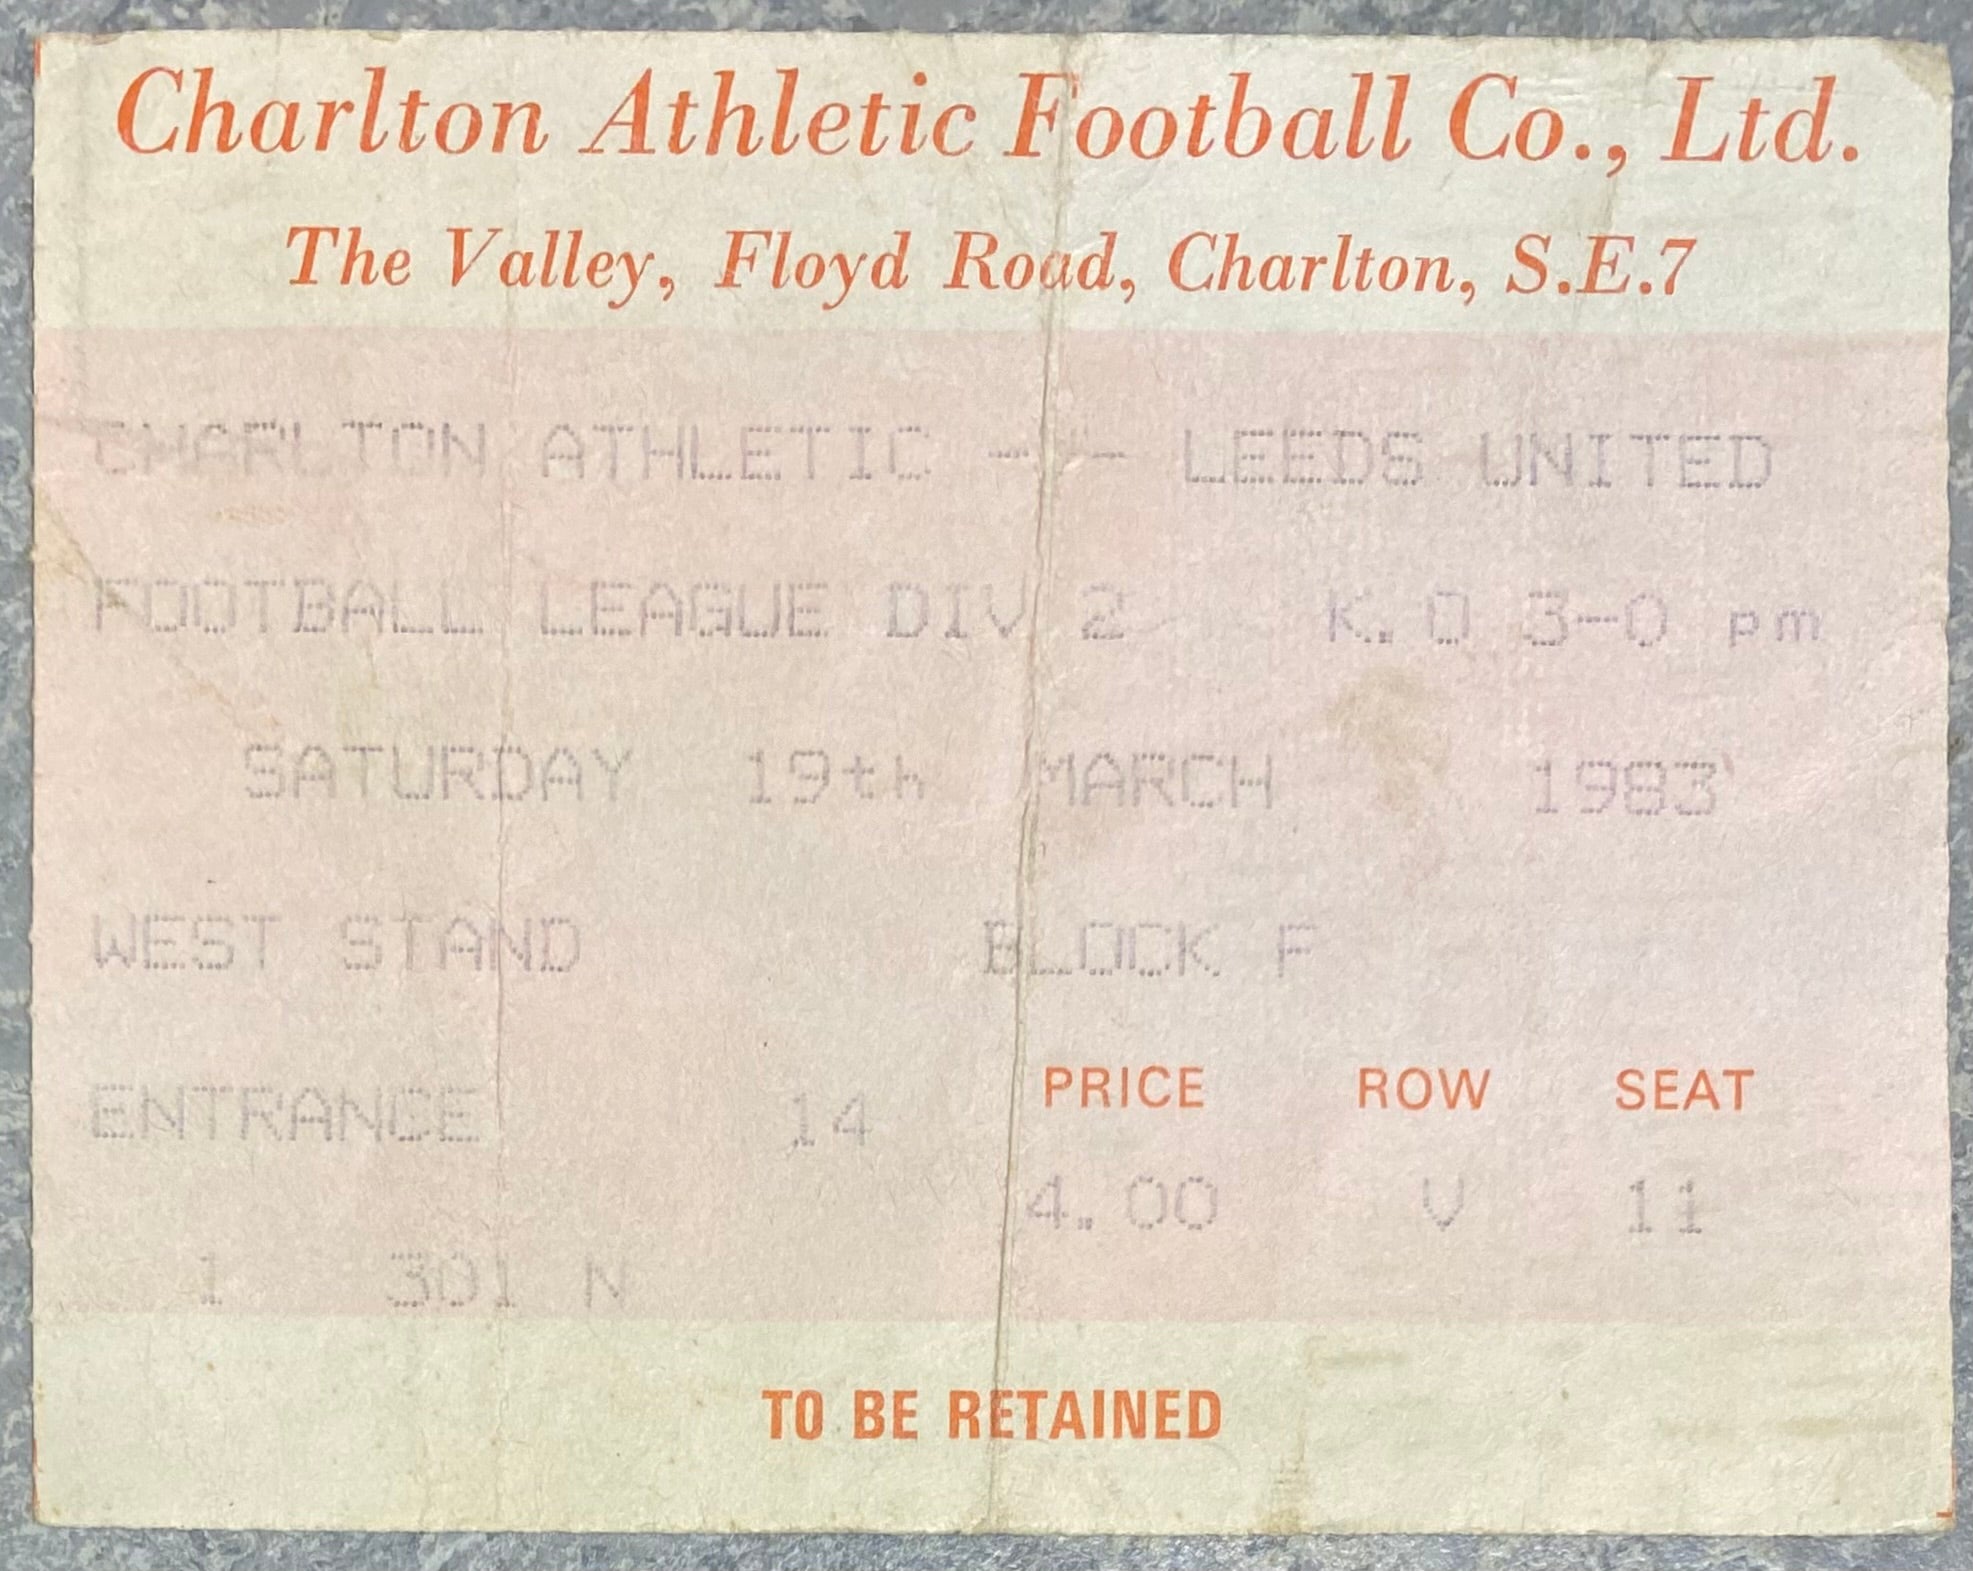 Charlton Athletic Football Co., Ltd.
The Valley, Floyd Road, Charlton, S.E.7
CHARLTON ATHLETIC -v- LEEDS UNITED
FOOTBALL LEAGUE DIV 2 K.O 3-0 pm
SATURDAY 19th MARCH 1983
WEST STAND BLOCK F
PRICE ROW SEAT
ENTRANCE 14
4.00 V 11
1 301 N
TO BE RETAINED